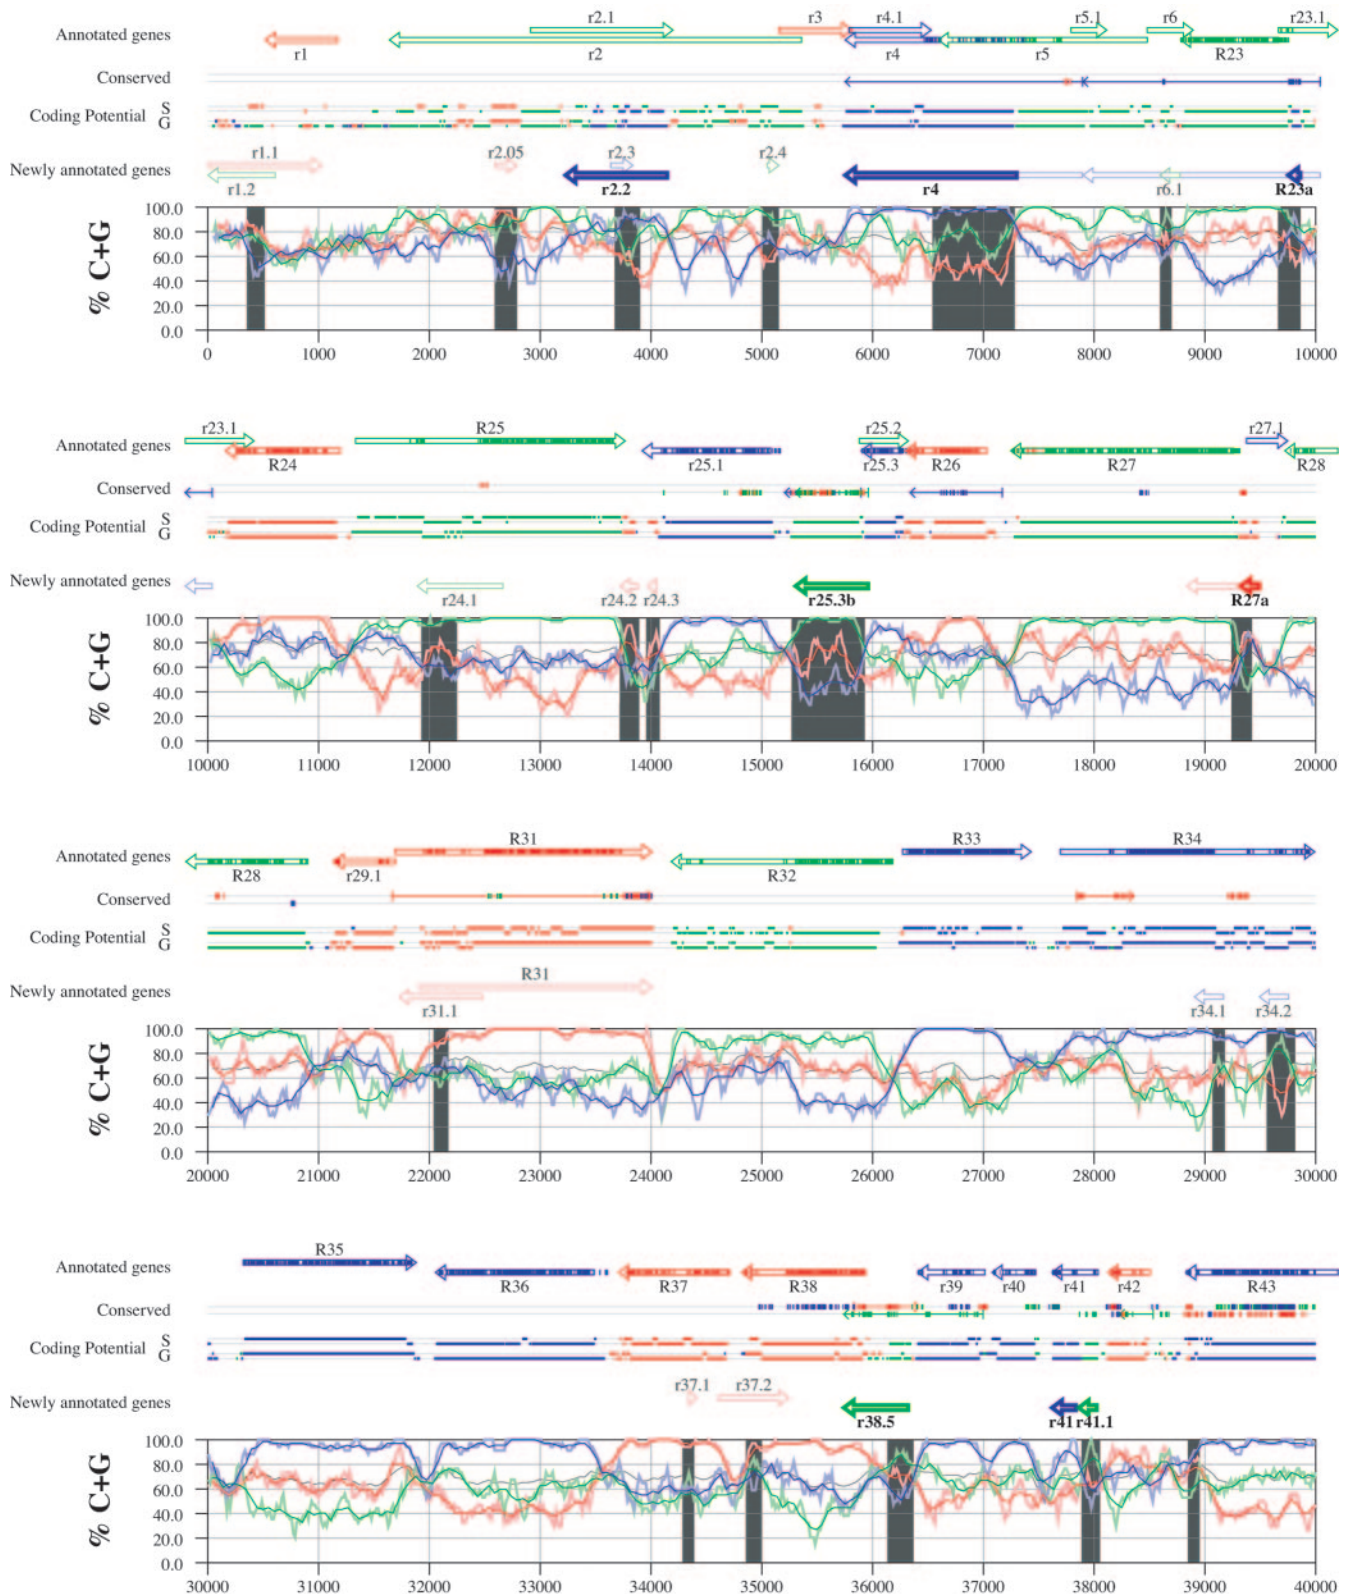 r2.1 r3 r4.1 r5.1 r6 r23.1
Annotated genes
r1 r2 r4 r5 R23
Conserved
Coding Potential S
G
r1.1 r2.05 r2.3 r2.4
Newly annotated genes
r1.2 r2.2 r4 r6.1 R23a
% C+G
100.0
80.0
60.0
40.0
20.0
0.0
0 1000 2000 3000 4000 5000 6000 7000 8000 9000 10000
r23.1 R25 r25.2 r27.1
Annotated genes
R24 r25.1 r25.3 R26 R27 R28
Conserved
Coding Potential S
G
Newly annotated genes
r24.1 r24.2 r24.3 r25.3b R27a
% C+G
100.0
80.0
60.0
40.0
20.0
0.0
10000 11000 12000 13000 14000 15000 16000 17000 18000 19000 20000
R31 R33 R34
Annotated genes
R28 r29.1 R32
Conserved
Coding Potential S
G
R31
Newly annotated genes
r31.1 r34.1 r34.2
% C+G
100.0
80.0
60.0
40.0
20.0
0.0
20000 21000 22000 23000 24000 25000 26000 27000 28000 29000 30000
R35
Annotated genes
R36 R37 R38 r39 r40 r41 r42 R43
Conserved
Coding Potential S
G
r37.1 r37.2
Newly annotated genes
r38.5 r41 r41.1
% C+G
100.0
80.0
60.0
40.0
20.0
0.0
30000 31000 32000 33000 34000 35000 36000 37000 38000 39000 40000